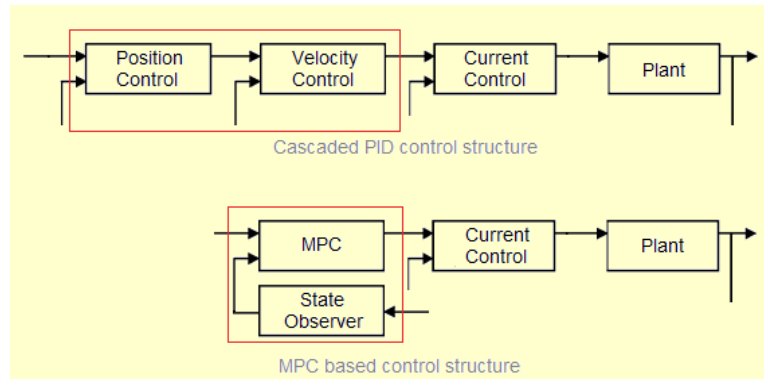 Position
Control
Velocity
Control
Current
Control
Plant
Cascaded PID control structure
MPC
Current
Control
Plant
State
Observer
MPC based control structure